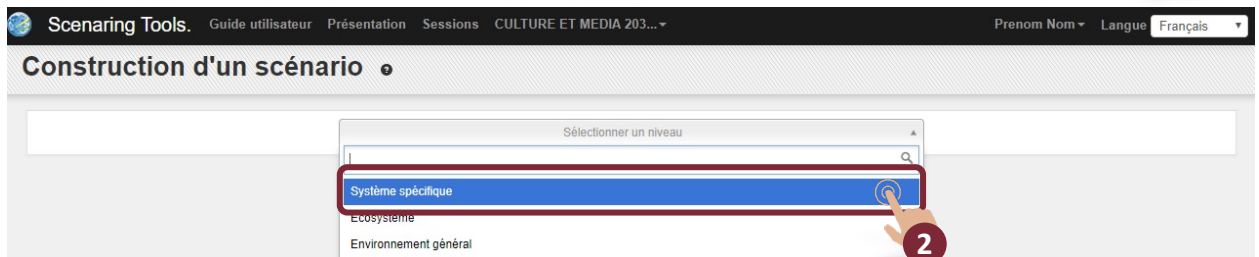 Scenaring Tools. Guide utilisateur Présentation Sessions CULTURE ET MEDIA 203... Prenom Nom Langue Français
Construction d'un scénario
Sélectionner un niveau
Système spécifique
Ecosystème
Environnement général
2